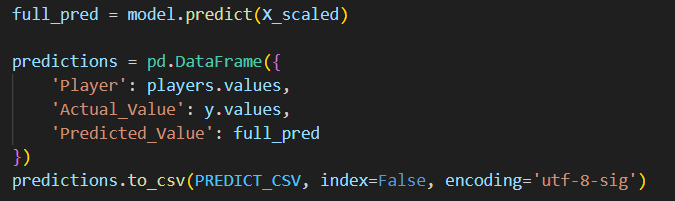 full_pred = model.predict(X_scaled)

predictions = pd.DataFrame({
    'Player': players.values,
    'Actual_Value': y.values,
    'Predicted_Value': full_pred
})
predictions.to_csv(PREDICT_CSV, index=False, encoding='utf-8-sig')